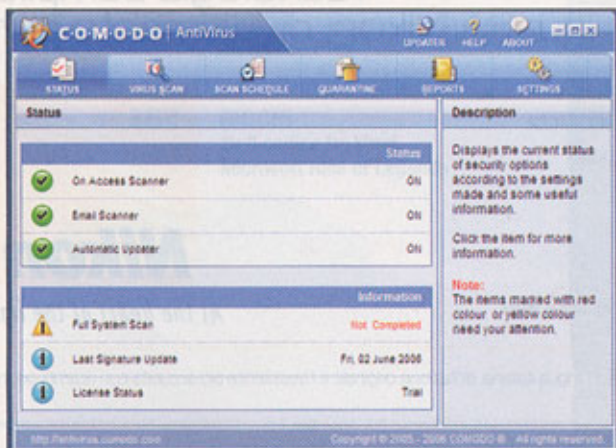 C·O·M·O·D·O AntiVirus
UPDATER HELP ABOUT
STATUS VIRUS SCAN SCAN SCHEDULE QUARANTINE REPORTS SETTINGS
Status
Status
On Access Scanner ON
Email Scanner ON
Automatic Updater ON
Information
Full System Scan Not Completed
Last Signature Update Fri, 02 June 2006
License Status Trial
Description
Displays the current status
of security options
according to the settings
made and some useful
information.
Click the item for more
information.
Note:
The items marked with red
colour or yellow colour
need your attention.
http://antivirus.comodo.com Copyright © 2005 - 2006 COMODO ®. All rights reserved